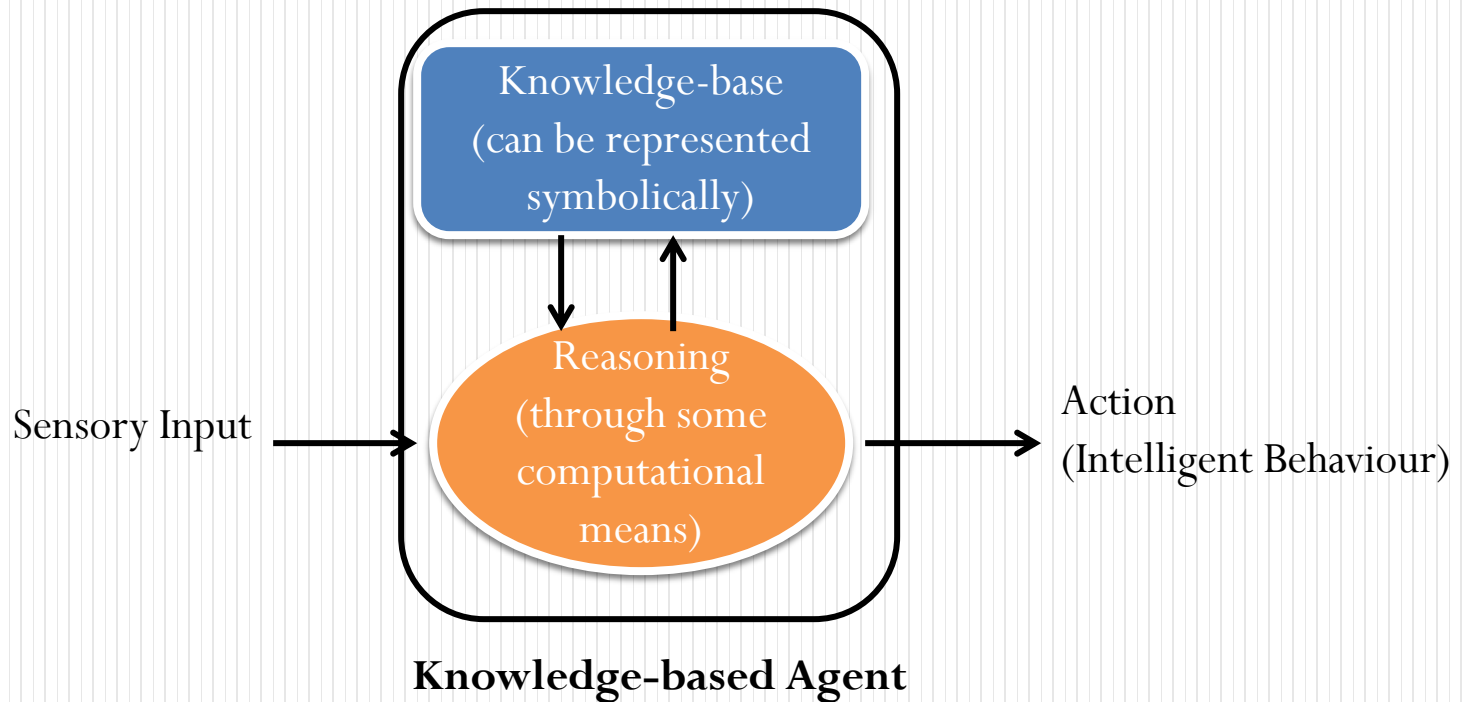 Knowledge-base
(can be represented
symbolically)
Reasoning
(through some
computational
means)
Sensory Input
Action
(Intelligent Behaviour)
Knowledge-based Agent